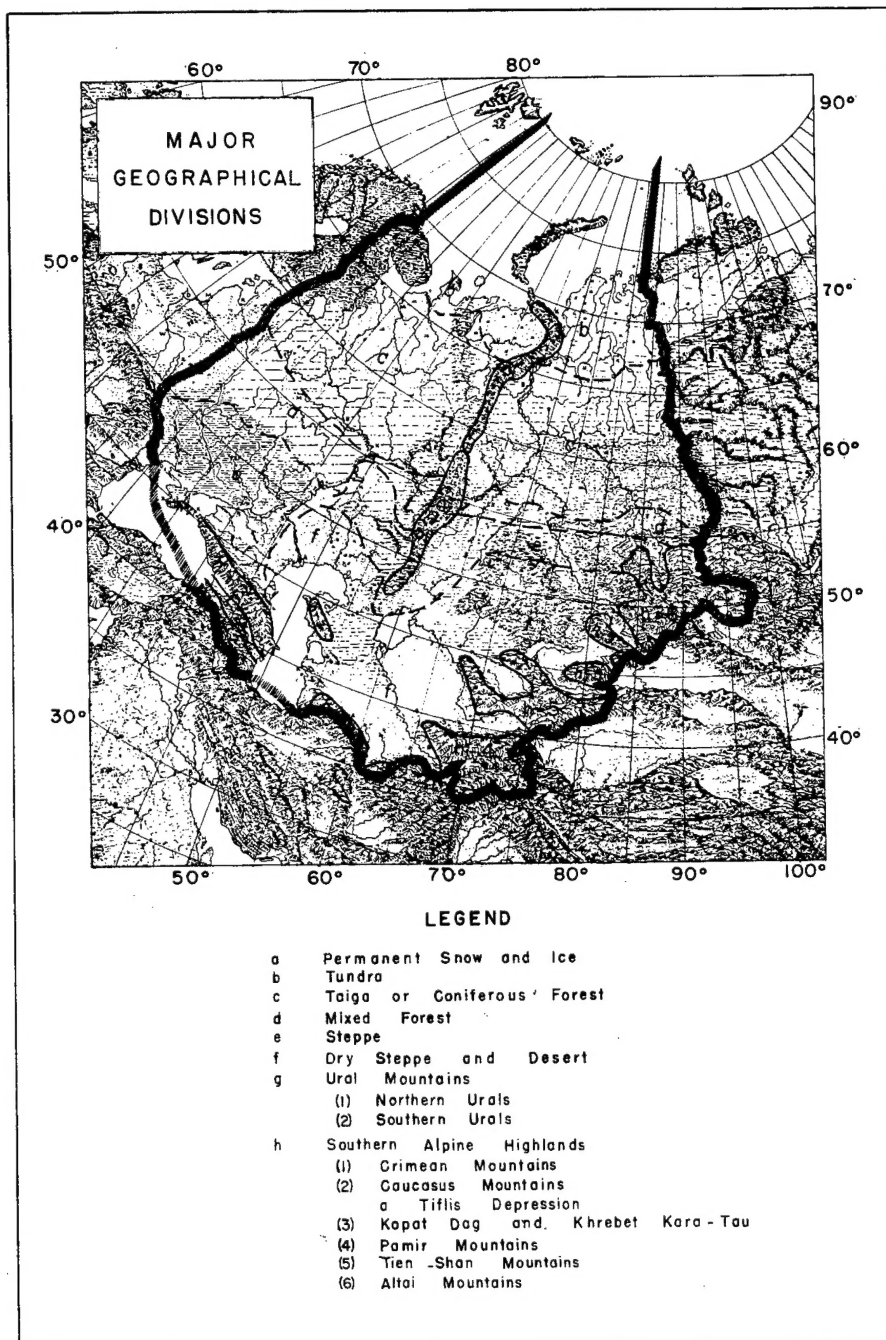 60°
70°
80°
90°
MAJOR
GEOGRAPHICAL
DIVISIONS
50°
70°
b
c
d
60°
e
40°
f
d
50°
30°
40°
50°
60°
70°
80°
90°
100°
LEGEND
a Permanent Snow and Ice
b Tundra
c Taiga or Coniferous Forest
d Mixed Forest
e Steppe
f Dry Steppe and Desert
g Ural Mountains
(1) Northern Urals
(2) Southern Urals
h Southern Alpine Highlands
(1) Crimean Mountains
(2) Caucasus Mountains
a Tiflis Depression
(3) Kopat Dag and. Khrebet Kara-Tau
(4) Pamir Mountains
(5) Tien -Shan Mountains
(6) Altai Mountains